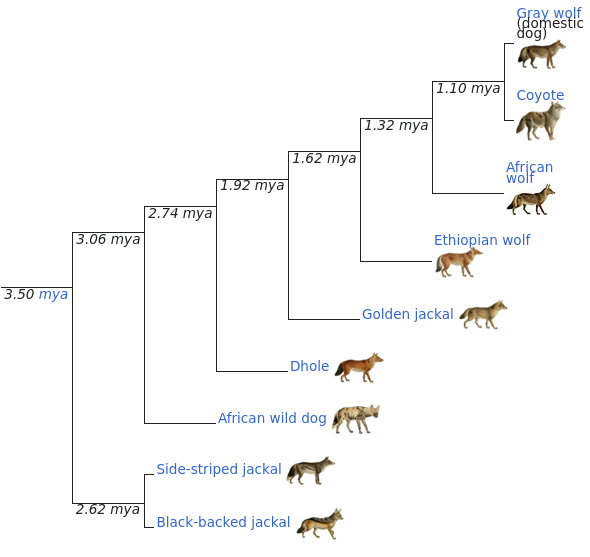 Gray wolf
(domestic
dog)
1.10 mya
Coyote
1.32 mya
1.62 mya
African
wolf
1.92 mya
2.74 mya
3.06 mya
Ethiopian wolf
3.50 mya
Golden jackal
Dhole
African wild dog
Side-striped jackal
2.62 mya
Black-backed jackal